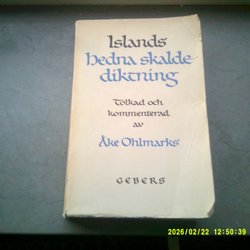 Islands
hedna skalde
diktning
Tolkad och
kommenterad
av
Åke Ohlmarks
GEBERS
2026/02/22 12:50:39